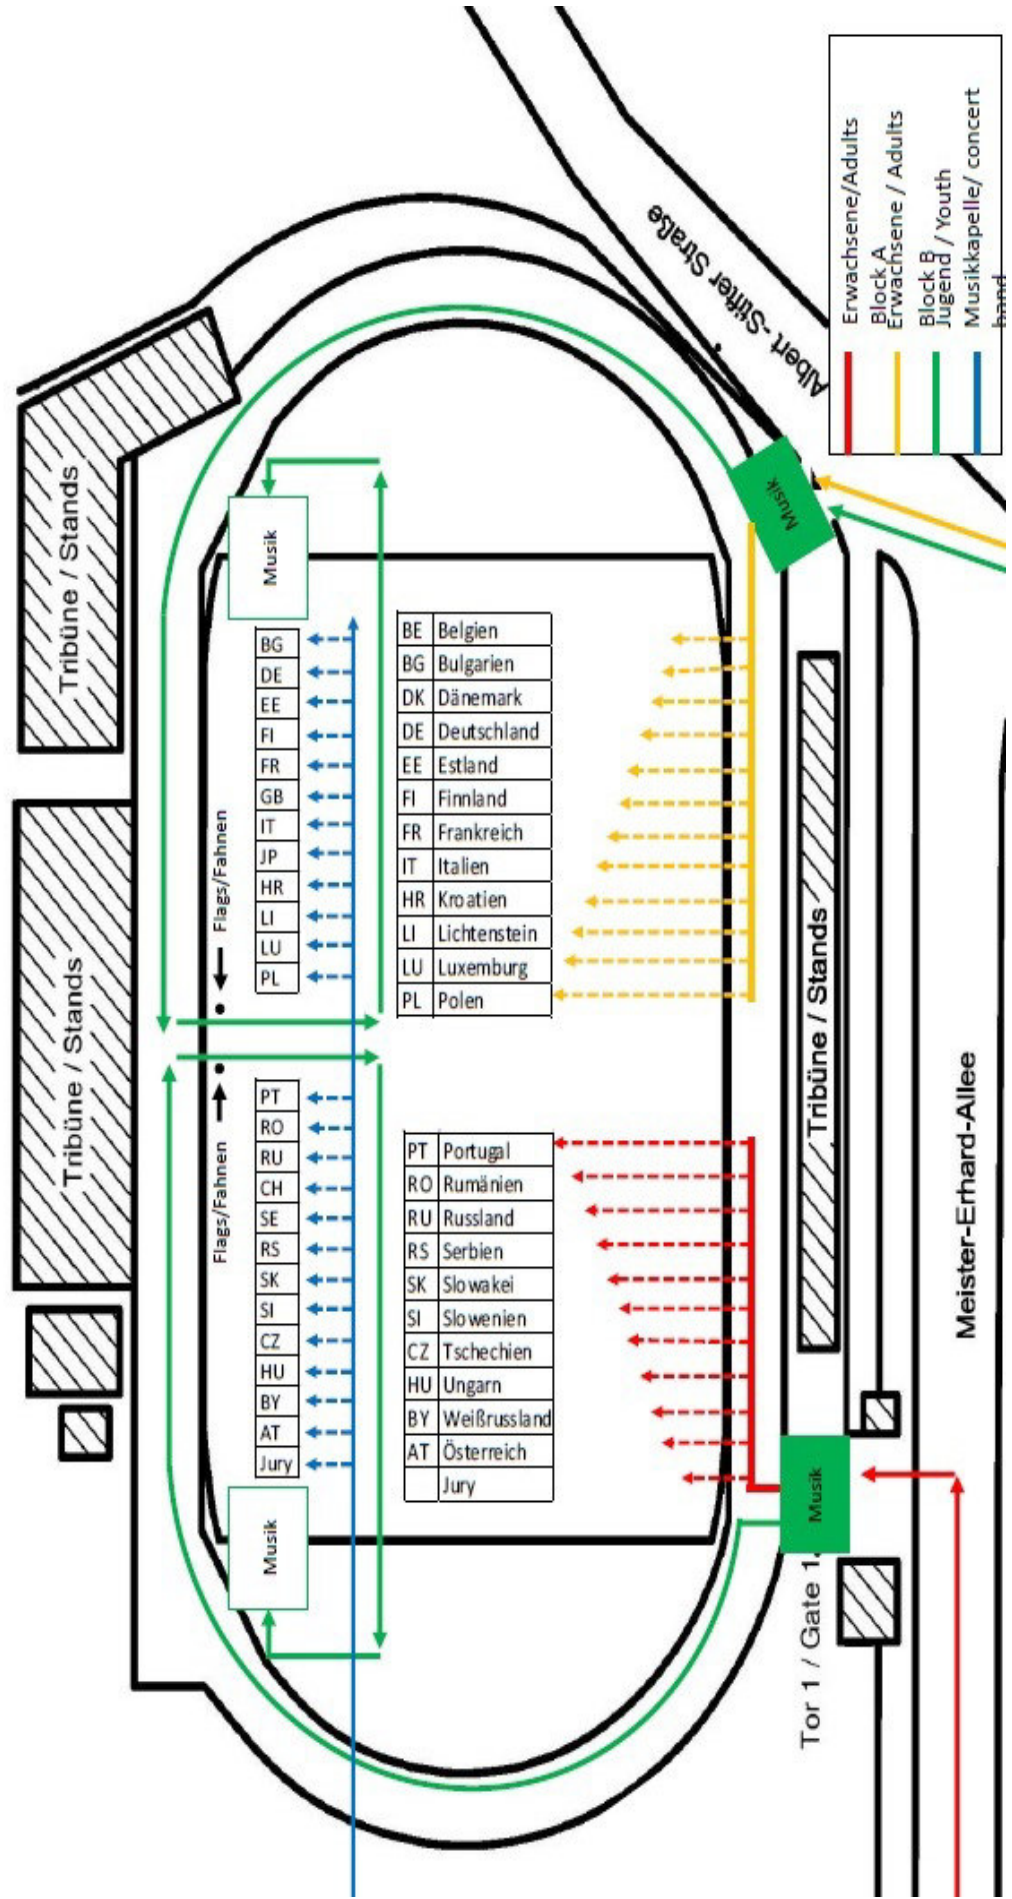 Erwachsene/Adults
Block A
Erwachsene / Adults
Block B
Jugend / Youth
Musikkapelle/ concert
band
Albert-Stifter Straße
Tribüne / Stands
Tribüne / Stands
Tribüne / Stands
Musik
Musik
Musik
Musik
Flags/Fahnen
Flags/Fahnen
BG
DE
EE
FI
FR
GB
IT
JP
HR
LI
LU
PL
PT
RO
RU
CH
SE
RS
SK
SI
CZ
HU
BY
AT
Jury
BE Belgien
BG Bulgarien
DK Dänemark
DE Deutschland
EE Estland
FI Finnland
FR Frankreich
IT Italien
HR Kroatien
LI Lichtenstein
LU Luxemburg
PL Polen
PT Portugal
RO Rumänien
RU Russland
RS Serbien
SK Slowakei
SI Slowenien
CZ Tschechien
HU Ungarn
BY Weißrussland
AT Österreich
Jury
Meister-Erhard-Allee
Tor 1 / Gate 1